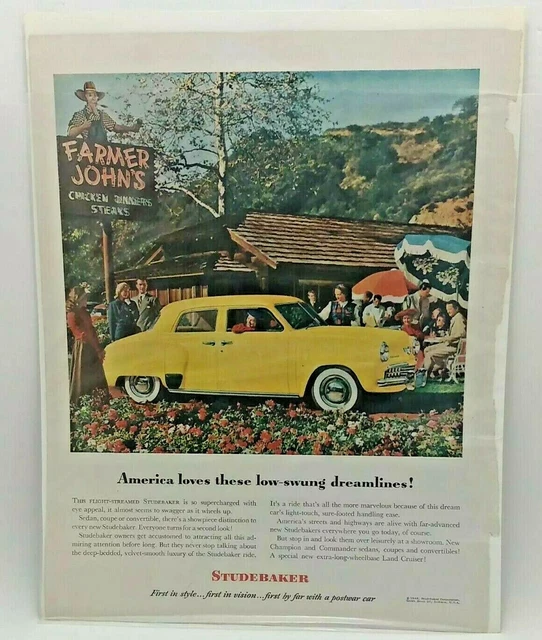 FARMER
JOHN'S
CHICKEN DINNERS
STEAKS
America loves these low-swung dreamlines!
THIS FLIGHT-STREAMED STUDEBAKER is so supercharged with
eye appeal, it almost seems to swagger as it wheels up.
Sedan, coupe or convertible, there's a showpiece distinction to
every new Studebaker. Everyone turns for a second look!
Studebaker owners get accustomed to attracting all this ad-
miring attention before long. But they never stop talking about
the deep-bedded, velvet-smooth luxury of the Studebaker ride.
It's a ride that's all the more marvelous because of this dream
car's light-touch, sure-footed handling ease.
America's streets and highways are alive with far-advanced
new Studebakers everywhere you go today, of course.
But stop in and look them over leisurely at a showroom. New
Champion and Commander sedans, coupes and convertibles!
A special new extra-long-wheelbase Land Cruiser!
STUDEBAKER
First in style...first in vision...first by far with a postwar car